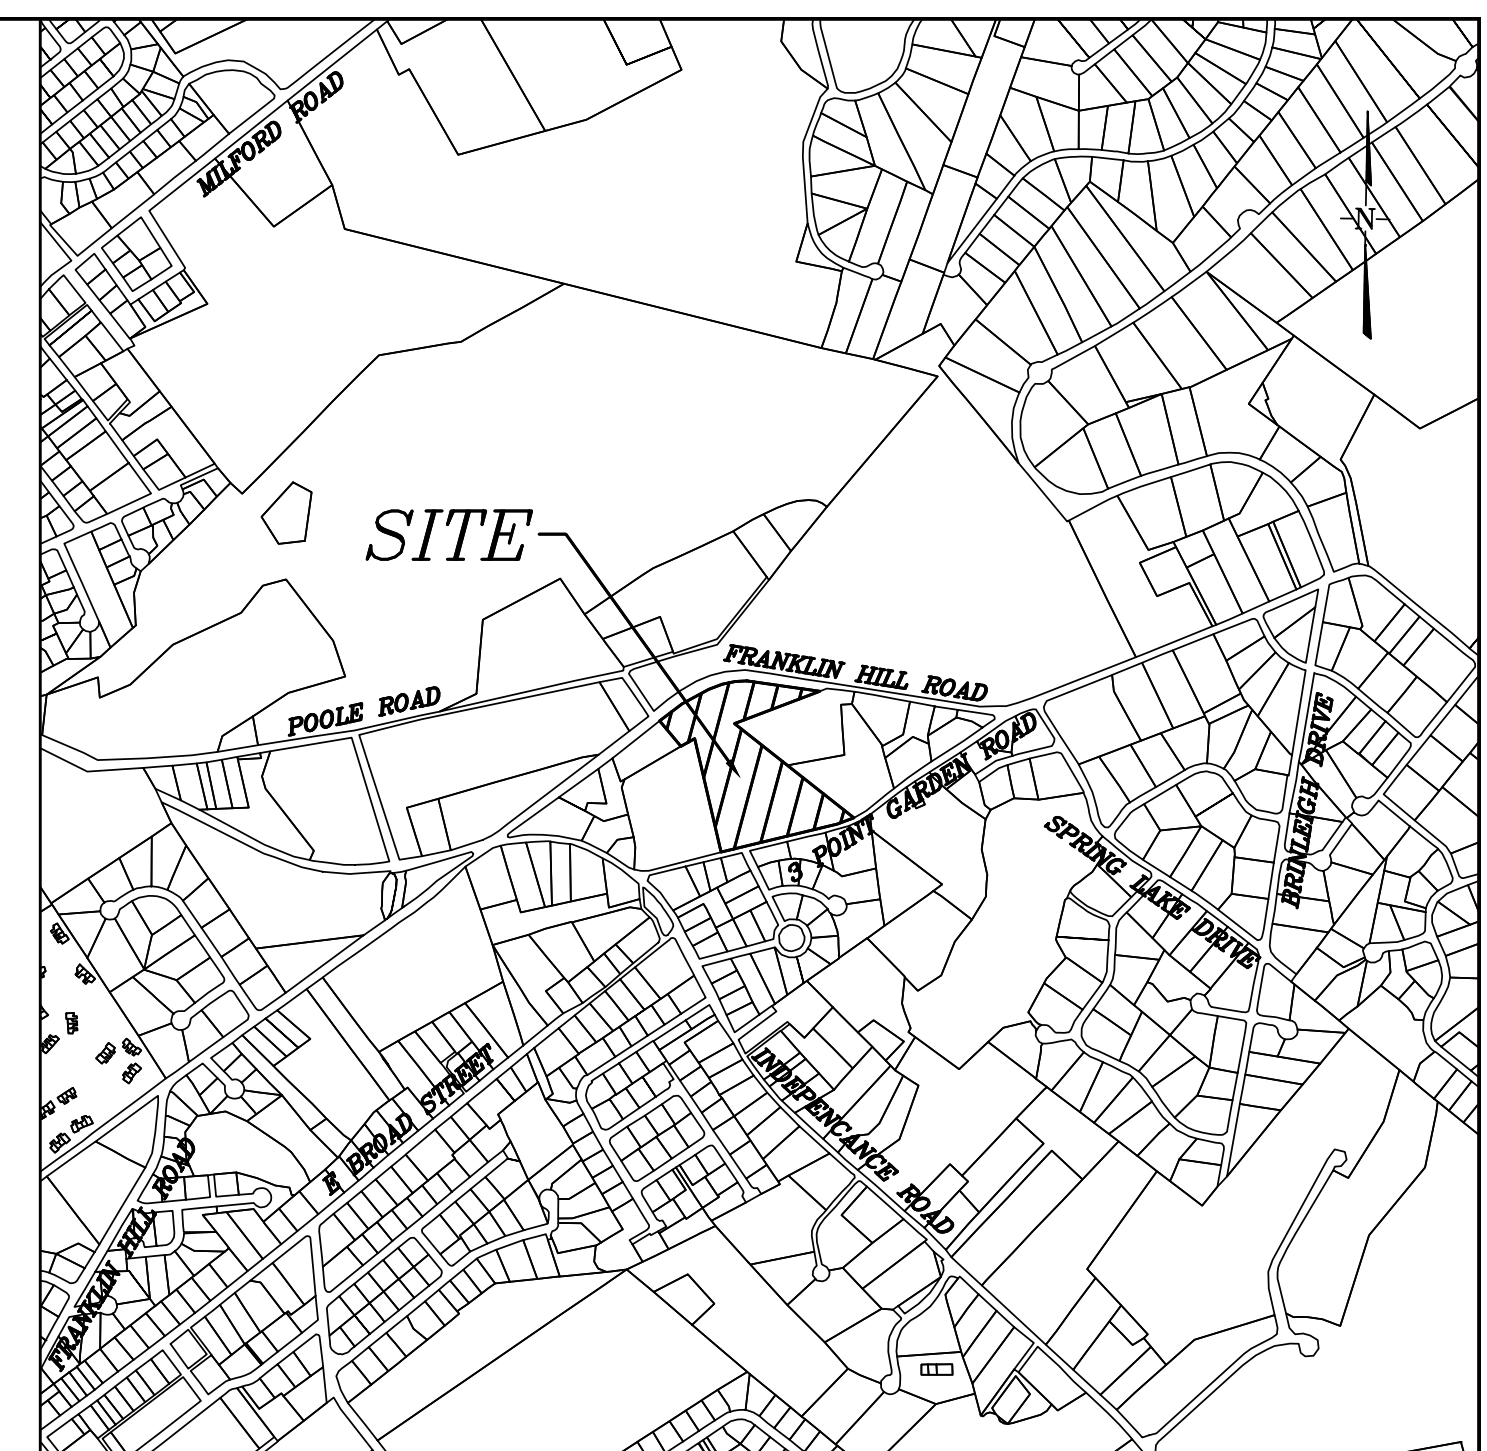 MILFORD ROAD
N
SITE
FRANKLIN HILL ROAD
POOLE ROAD
3 POINT GARDEN ROAD
BRINLEIGH DRIVE
SPRING LAKE DRIVE
E BROAD STREET
INDEPENCANCE ROAD
FRANKLIN HILL ROAD